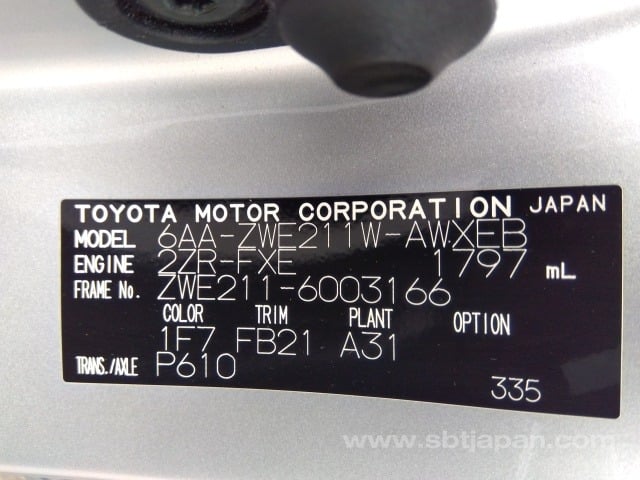 TOYOTA MOTOR CORPORATION JAPAN
MODEL 6AA-ZWE211W-AWXEB
ENGINE 2ZR-FXE 1797 mL
FRAME No. ZWE211-6003166
COLOR TRIM PLANT OPTION
1F7 FB21 A31
TRANS./AXLE P610
335
www.sbtjapan.com